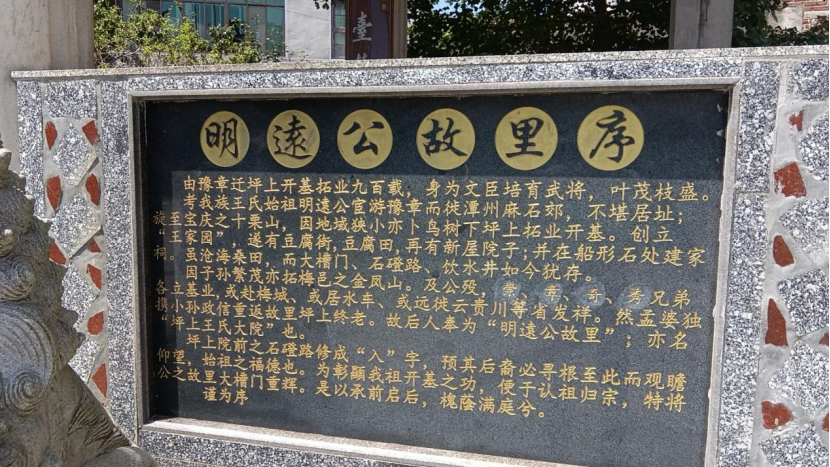 臺
明遠公故里序
由豫章迁坪上开基拓业九百载，身为文臣培育武将，叶茂枝盛。
考我族王氏始祖明遠公官游豫章而徙潭州麻石郊，不堪居址；
旋至宝庆之十栗山，因地域狭小亦卜鸟树下坪上拓业开基。创立
“王家园”，遂有豆腐街，豆腐田，再有新屋院子；并在船形石处建家
祠。虽沧海桑田，而大槽门、石磴路、饮水井如今犹存。
因子孙繁茂亦拓梅邑之金凤山。及公殁，常、希、奇、秀兄弟
各立基业，或赴梅城、或居水车、或远徙云贵川等省发祥。然孟婆独
携小孙政信重返故里坪上终老。故后人奉为“明遠公故里”；亦名
“坪上王氏大院”也。
坪上院前之石磴路修成“入”字，预其后裔必寻根至此而观瞻
仰望，始祖之福德也。为彰顯我祖开基之功，便于认祖归宗，特将
公之故里大槽门重辉。是以承前启后，槐蔭满庭兮。
谨为序